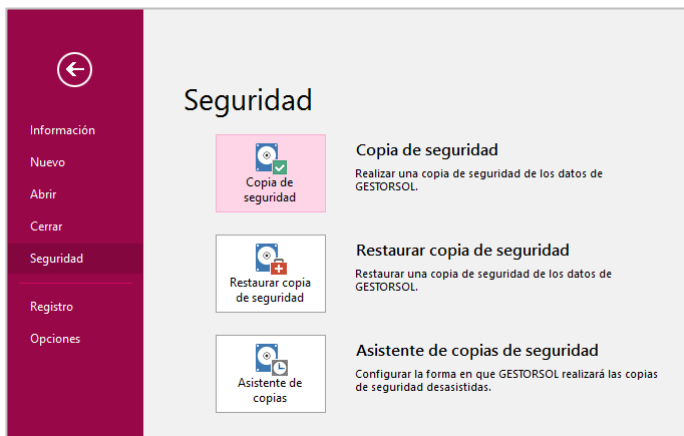 Información
Nuevo
Abrir
Cerrar
Seguridad
Registro
Opciones
Seguridad
Copia de
seguridad
Copia de seguridad
Realizar una copia de seguridad de los datos de
GESTORSOL.
Restaurar copia
de seguridad
Restaurar copia de seguridad
Restaurar una copia de seguridad de los datos de
GESTORSOL.
Asistente de
copias
Asistente de copias de seguridad
Configurar la forma en que GESTORSOL realizará las copias
de seguridad desasistidas.